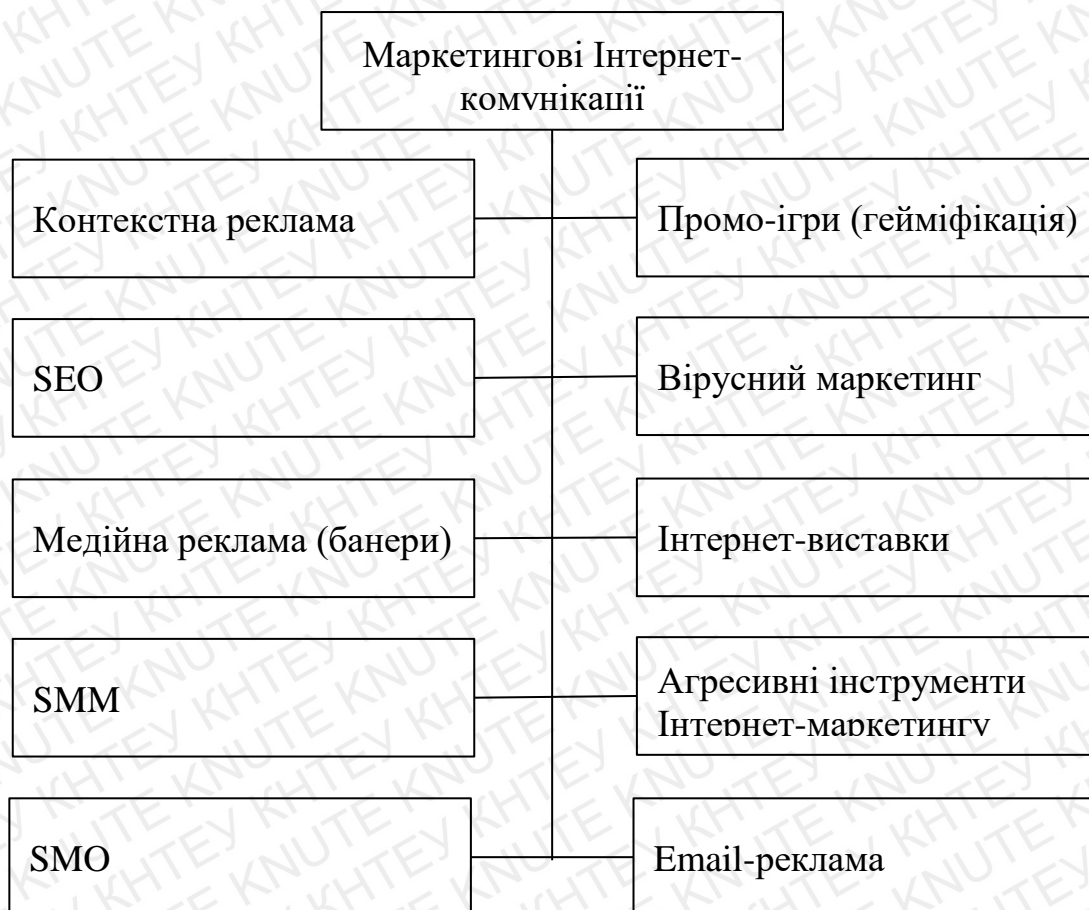 Маркетингові Інтернет-
комунікації
Контекстна реклама
Промо-ігри (гейміфікація)
SEO
Вірусний маркетинг
Медійна реклама (банери)
Інтернет-виставки
SMM
Агресивні інструменти
Інтернет-маркетингу
SMO
Email-реклама